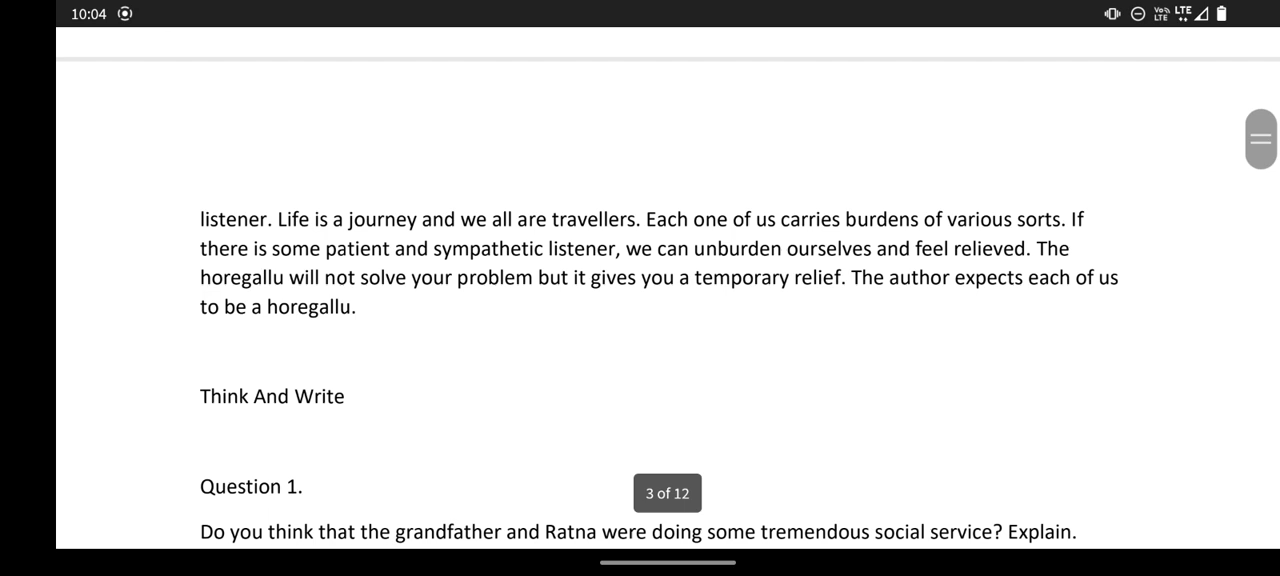 10:04
Vo))
LTE
LTE
listener. Life is a journey and we all are travellers. Each one of us carries burdens of various sorts. If
there is some patient and sympathetic listener, we can unburden ourselves and feel relieved. The
horegallu will not solve your problem but it gives you a temporary relief. The author expects each of us
to be a horegallu.
Think And Write
Question 1.
3 of 12
Do you think that the grandfather and Ratna were doing some tremendous social service? Explain.